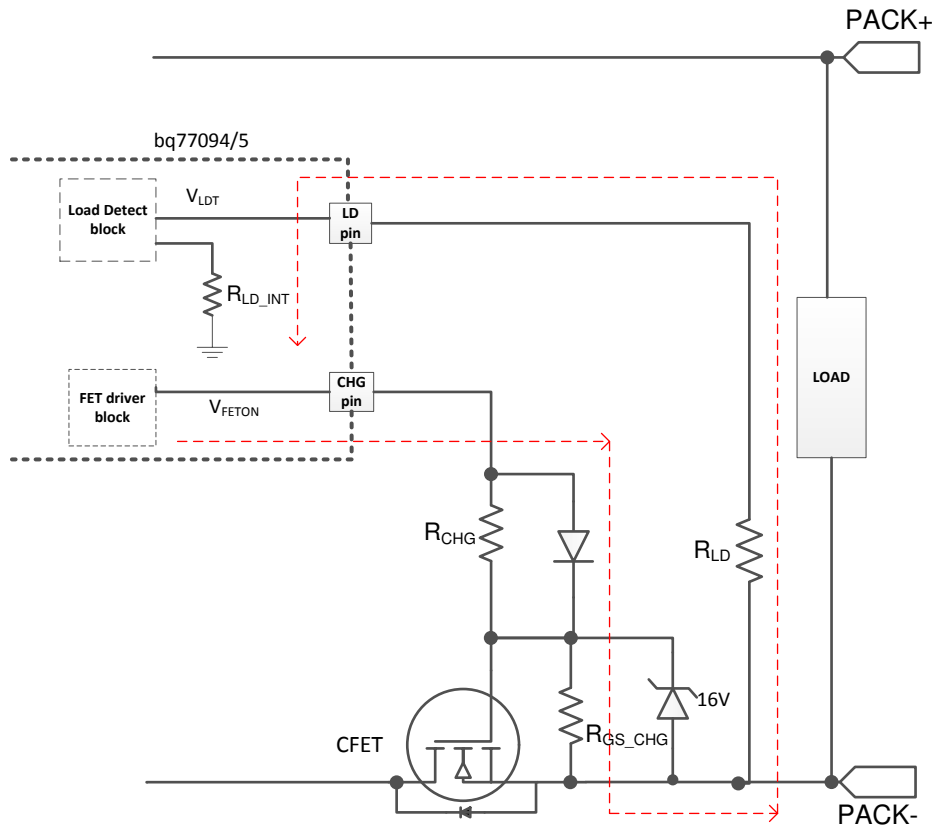 PACK+
bq77094/5
Load Detect
block
VLDT
LD
pin
RLD_INT
LOAD
FET driver
block
VFETON
CHG
pin
RCHG
RLD
16V
CFET
RGS_CHG
PACK-